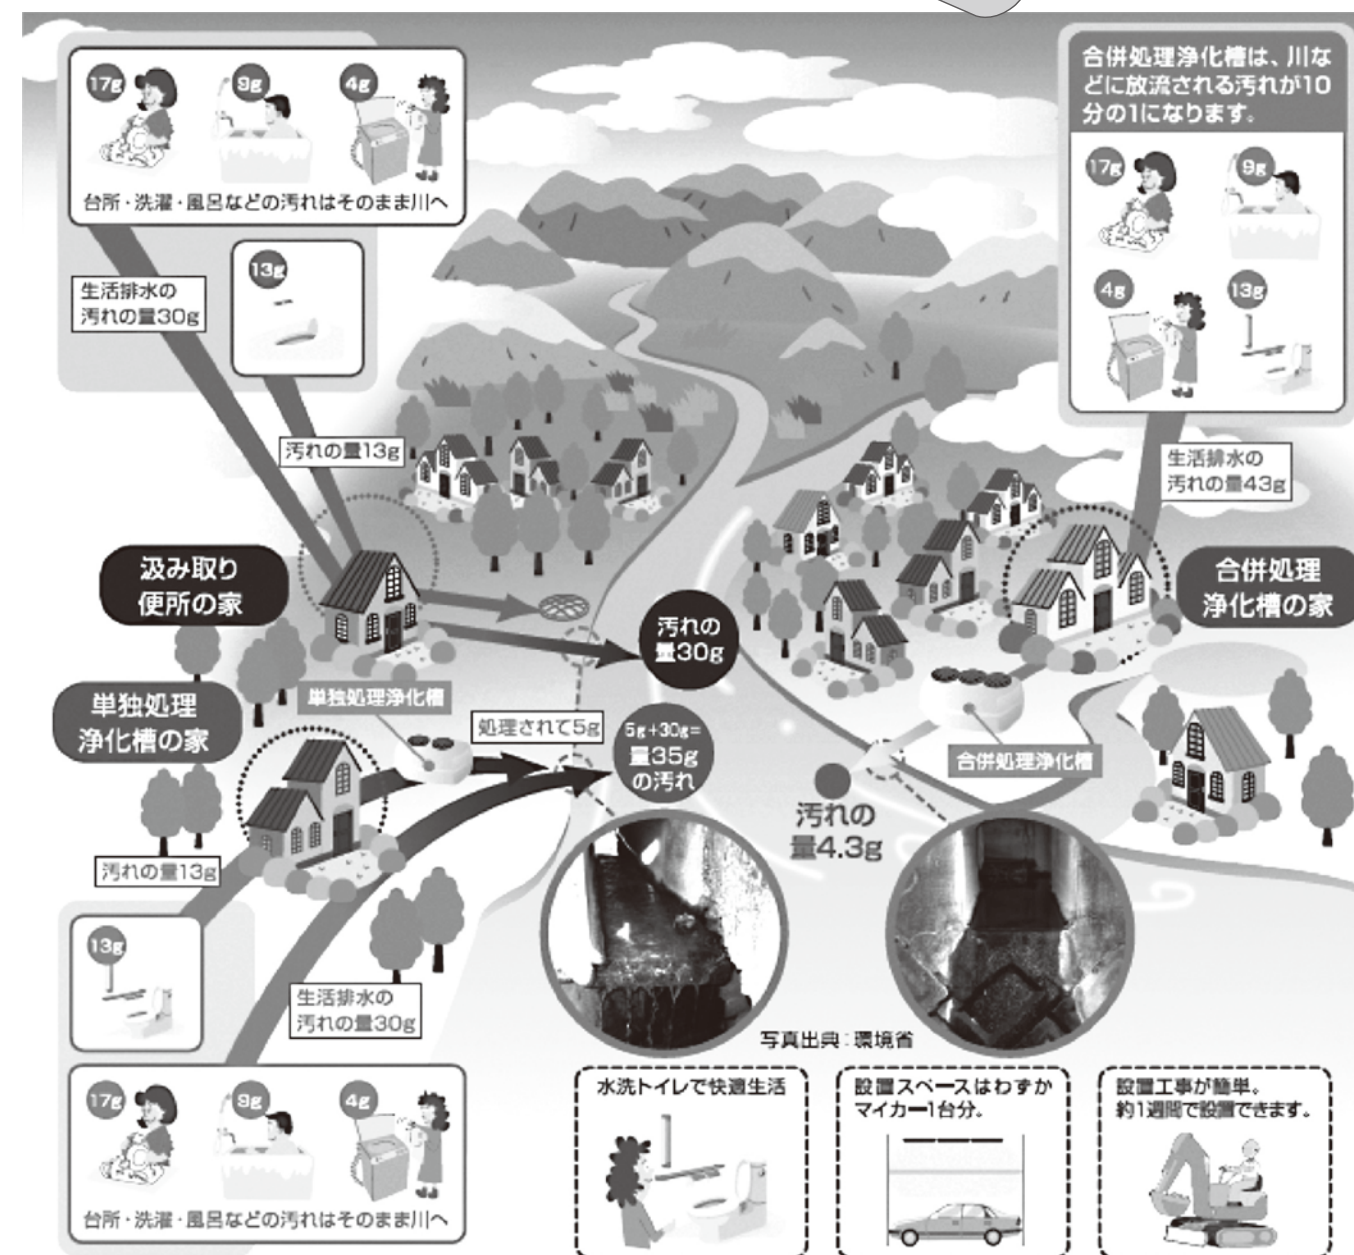 17g
9g
4g
台所・洗濯・風呂などの汚れはそのまま川へ
生活排水の
汚れの量30g
13g
汚れの量13g
汲み取り
便所の家
汚れの
量30g
単独処理
浄化槽の家
単独処理浄化槽
処理されて5g
5g+30g=
量35g
の汚れ
汚れの量13g
13g
生活排水の
汚れの量30g
17g
9g
4g
台所・洗濯・風呂などの汚れはそのまま川へ
合併処理浄化槽は、川な
どに放流される汚れが10
分の1になります。
17g
9g
4g
13g
生活排水の
汚れの量43g
合併処理
浄化槽の家
合併処理浄化槽
汚れの
量4.3g
写真出典:環境省
水洗トイレで快適生活
設置スペースはわずか
マイカー1台分。
設置工事が簡単。
約1週間で設置できます。